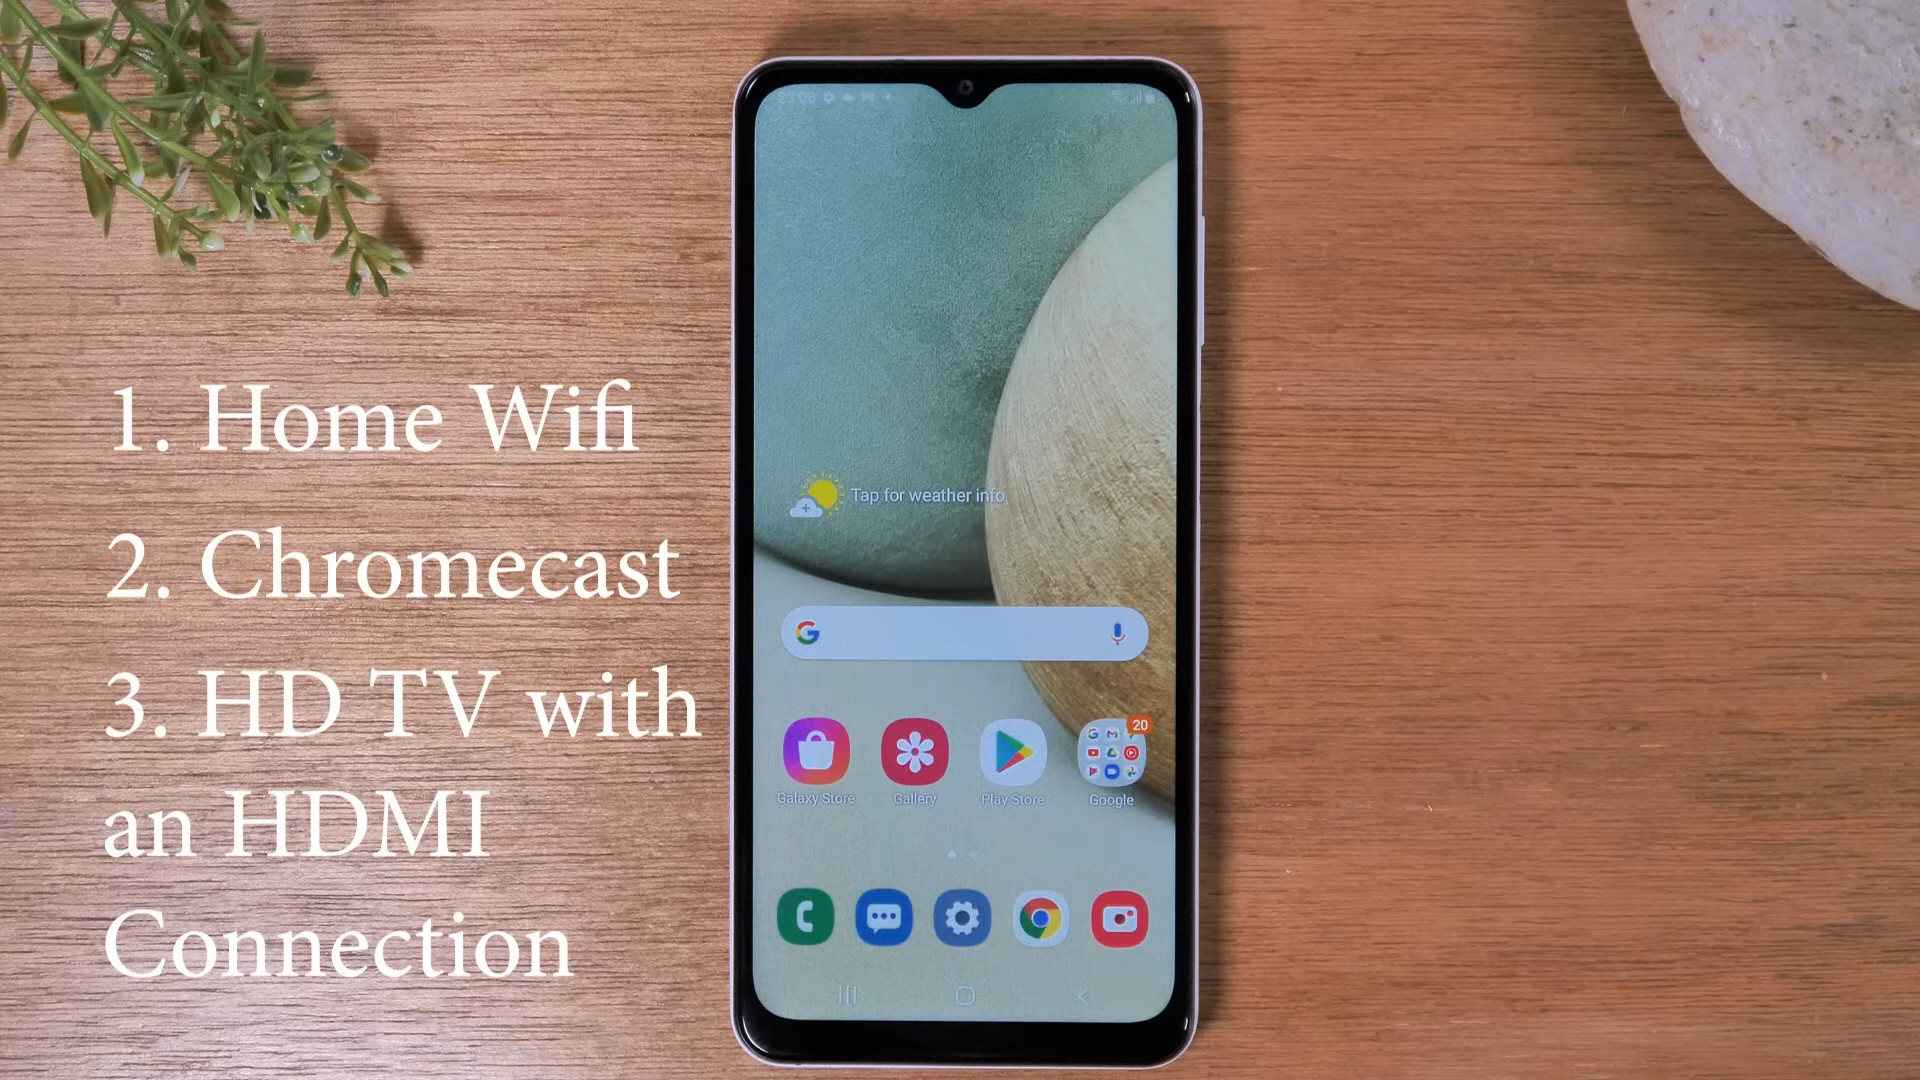 1. Home Wifi
2. Chromecast
3. HD TV with
an HDMI
Connection
Tap for weather info
20
Galaxy Store
Gallery
Play Store
Google